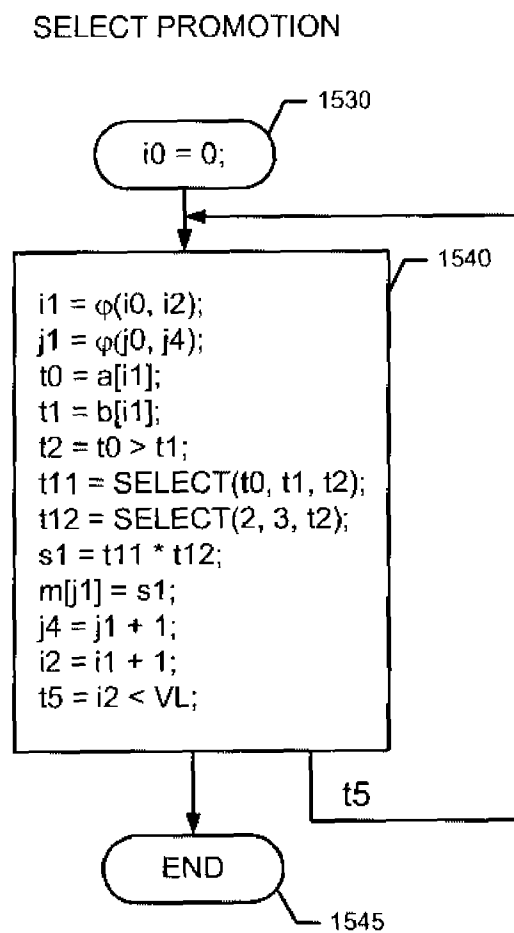 SELECT PROMOTION
1530
i0 = 0;
1540
i1 = φ(i0, i2);
j1 = φ(j0, j4);
t0 = a[i1];
t1 = b[i1];
t2 = t0 > t1;
t11 = SELECT(t0, t1, t2);
t12 = SELECT(2, 3, t2);
s1 = t11 * t12;
m[j1] = s1;
j4 = j1 + 1;
i2 = i1 + 1;
t5 = i2 < VL;
t5
END
1545